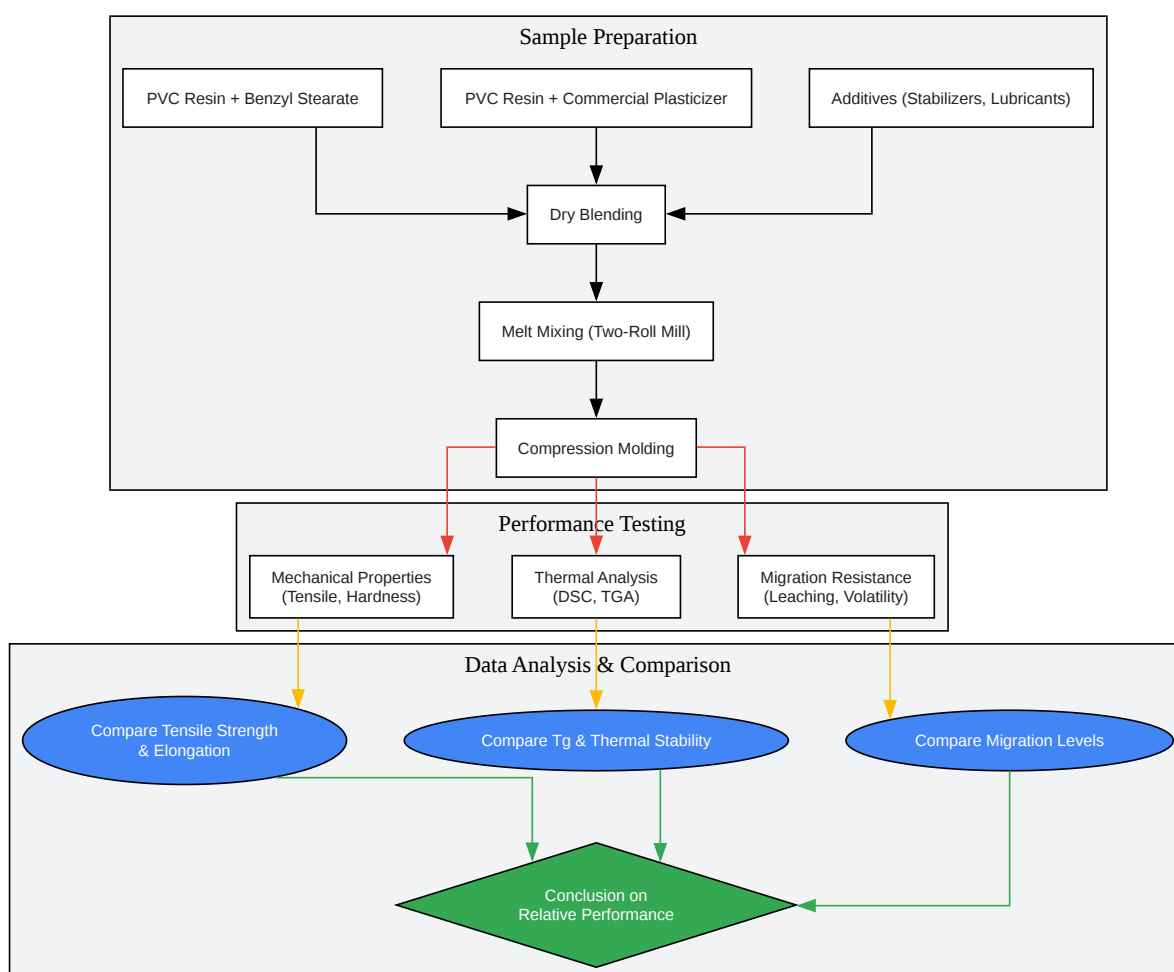 Sample Preparation
PVC Resin + Benzyl Stearate
PVC Resin + Commercial Plasticizer
Additives (Stabilizers, Lubricants)
Dry Blending
Melt Mixing (Two-Roll Mill)
Compression Molding
Performance Testing
Mechanical Properties
(Tensile, Hardness)
Thermal Analysis
(DSC, TGA)
Migration Resistance
(Leaching, Volatility)
Data Analysis & Comparison
Compare Tensile Strength
& Elongation
Compare Tg & Thermal Stability
Compare Migration Levels
Conclusion on
Relative Performance